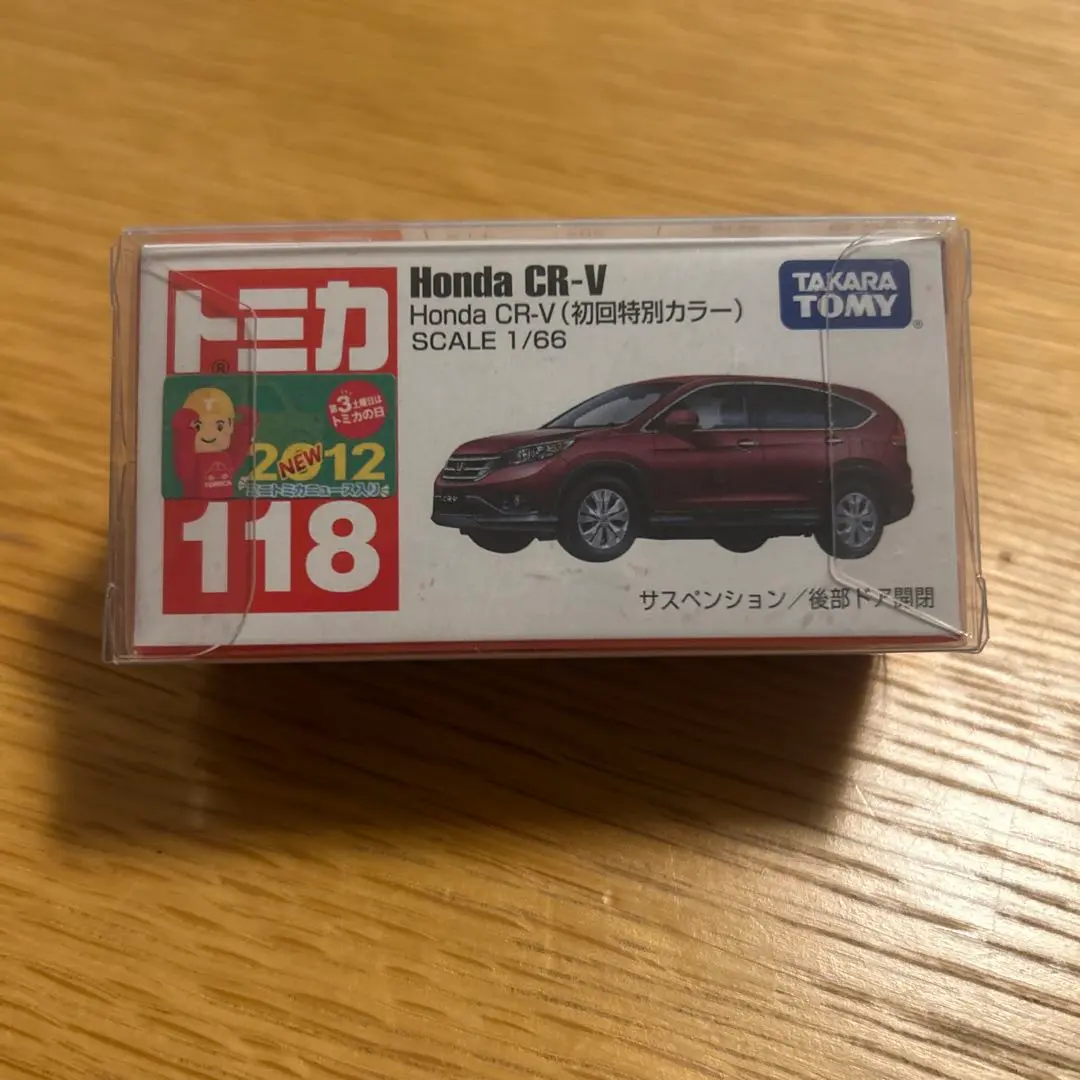 トミカ
®
Honda CR-V
Honda CR-V(初回特別カラー)
SCALE 1/66
TAKARA
TOMY®
第3土曜日は
トミカの日
2012
NEW
ミニトミカニュース入り
TOMICA
118
CR-V
サスペンション/後部ドア開閉